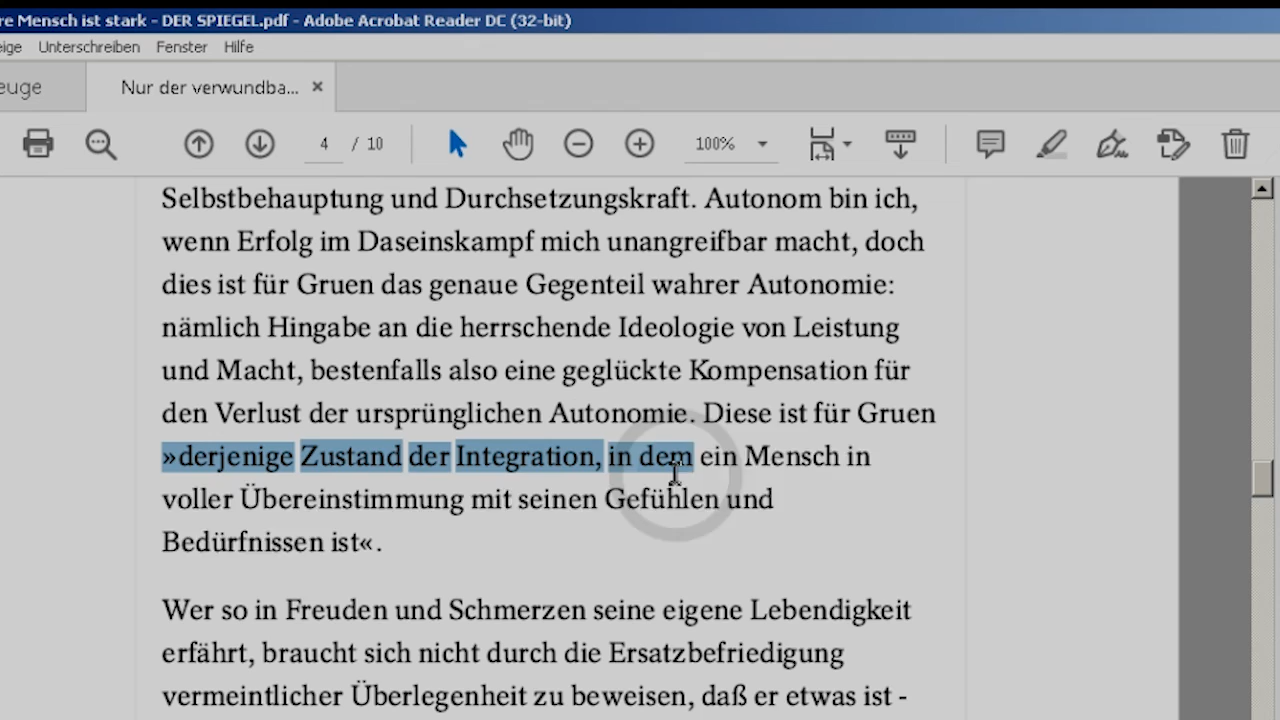 re Mensch ist stark - DER SPIEGEL.pdf - Adobe Acrobat Reader DC (32-bit)
eige Unterschreiben Fenster Hilfe
euge Nur der verwundba... ×
4 / 10 100%
Selbstbehauptung und Durchsetzungskraft. Autonom bin ich,
wenn Erfolg im Daseinskampf mich unangreifbar macht, doch
dies ist für Gruen das genaue Gegenteil wahrer Autonomie:
nämlich Hingabe an die herrschende Ideologie von Leistung
und Macht, bestenfalls also eine geglückte Kompensation für
den Verlust der ursprünglichen Autonomie. Diese ist für Gruen
»derjenige Zustand der Integration, in dem ein Mensch in
voller Übereinstimmung mit seinen Gefühlen und
Bedürfnissen ist«.
Wer so in Freuden und Schmerzen seine eigene Lebendigkeit
erfährt, braucht sich nicht durch die Ersatzbefriedigung
vermeintlicher Überlegenheit zu beweisen, daß er etwas ist -